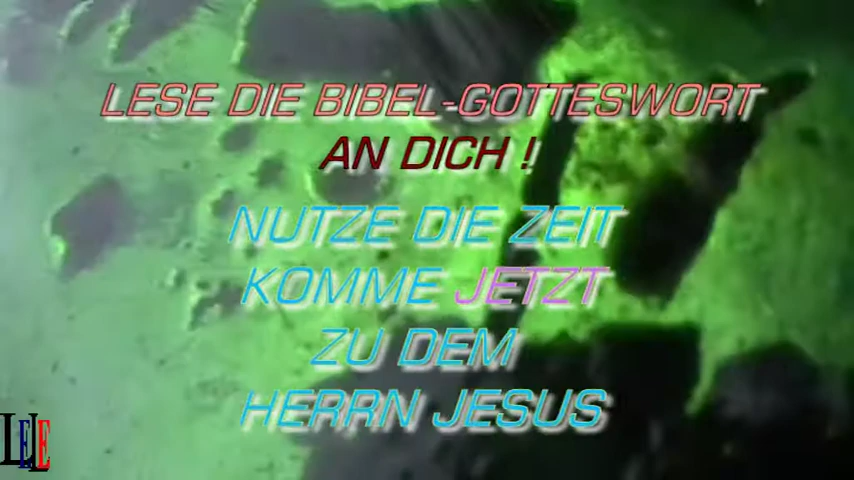 LESE DIE BIBEL-GOTTESWORT
AN DICH !
NUTZE DIE ZEIT
KOMME JETZT
ZU DEM
HERRN JESUS